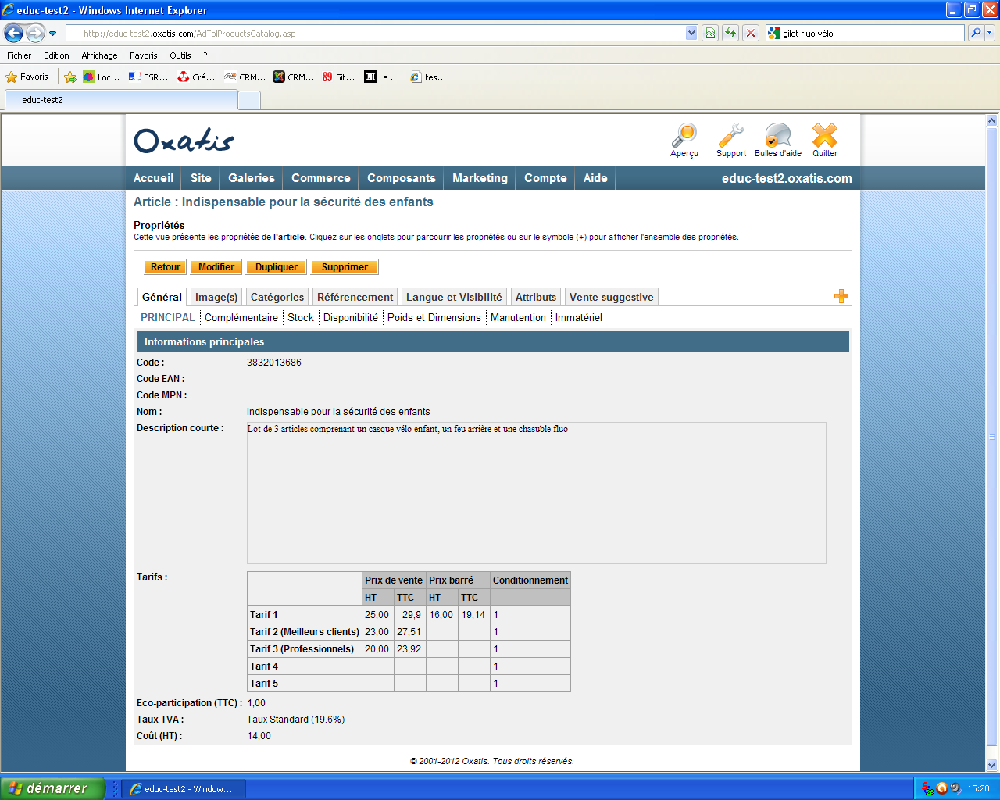 educ-test2 - Windows Internet Explorer
http://educ-test2.oxatis.com/AdTblProductsCatalog.asp
gilet fluo vélo
Fichier Edition Affichage Favoris Outils ?
Favoris Loc... ESR... Cré... CRM... CRM... 89 Sit... Le ... tes...
educ-test2
Oxatis
Aperçu Support Bulles d'aide Quitter
Accueil Site Galeries Commerce Composants Marketing Compte Aide educ-test2.oxatis.com
Article : Indispensable pour la sécurité des enfants
Propriétés
Cette vue présente les propriétés de l'article. Cliquez sur les onglets pour parcourir les propriétés ou sur le symbole (+) pour afficher l'ensemble des propriétés.
Retour Modifier Dupliquer Supprimer
Général Image(s) Catégories Référencement Langue et Visibilité Attributs Vente suggestive
PRINCIPAL Complémentaire Stock Disponibilité Poids et Dimensions Manutention Immatériel
Informations principales
Code : 3832013686
Code EAN :
Code MPN :
Nom : Indispensable pour la sécurité des enfants
Description courte : Lot de 3 articles comprenant un casque vélo enfant, un feu arrière et une chasuble fluo
Tarifs : Prix de vente Prix barré Conditionnement
HT TTC HT TTC
Tarif 1 25,00 29,9 16,00 19,14 1
Tarif 2 (Meilleurs clients) 23,00 27,51 1
Tarif 3 (Professionnels) 20,00 23,92 1
Tarif 4 1
Tarif 5 1
Eco-participation (TTC) : 1,00
Taux TVA : Taux Standard (19.6%)
Coût (HT) : 14,00
© 2001-2012 Oxatis. Tous droits réservés.
démarrer educ-test2 - Window... 15:28